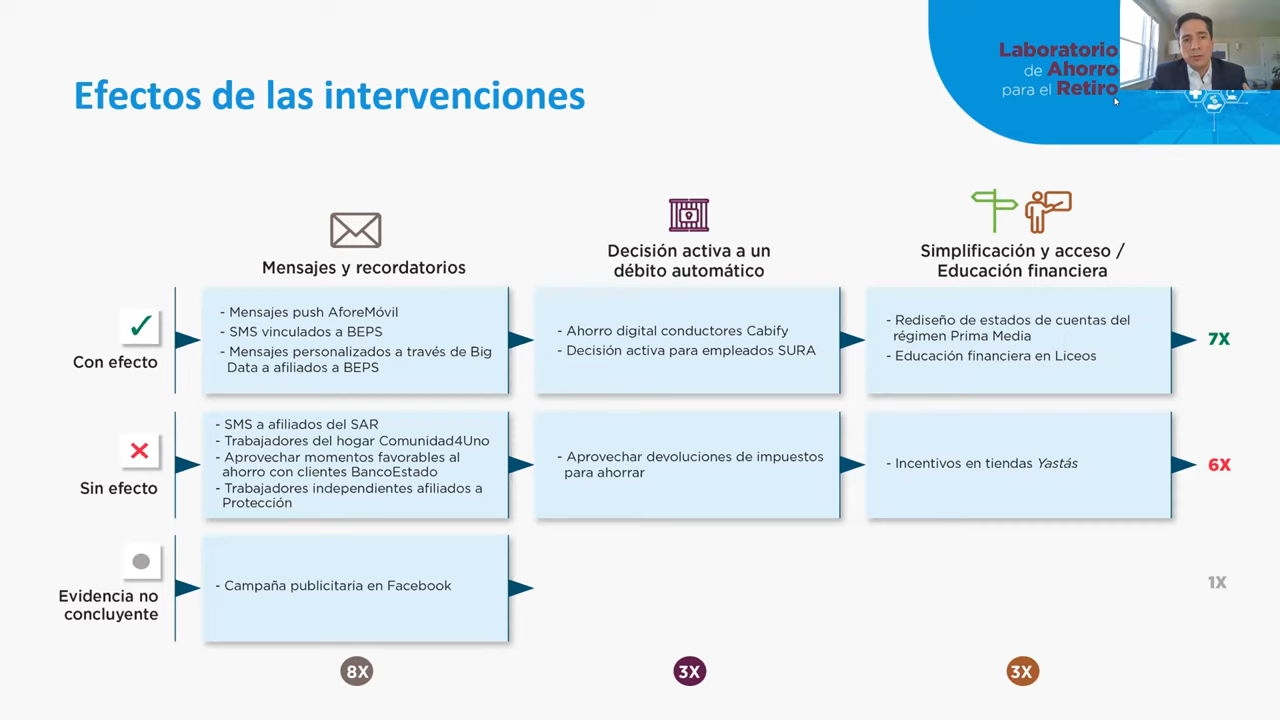 Laboratorio
de Ahorro
para el Retiro
Efectos de las intervenciones
Mensajes y recordatorios
Decisión activa a un
débito automático
Simplificación y acceso /
Educación financiera
Con efecto
- Mensajes push AforeMóvil
- SMS vinculados a BEPS
- Mensajes personalizados a través de Big
Data a afiliados a BEPS
- Ahorro digital conductores Cabify
- Decisión activa para empleados SURA
- Rediseño de estados de cuentas del
régimen Prima Media
- Educación financiera en Liceos
7X
Sin efecto
- SMS a afiliados del SAR
- Trabajadores del hogar Comunidad4Uno
- Aprovechar momentos favorables al
ahorro con clientes BancoEstado
- Trabajadores independientes afiliados a
Protección
- Aprovechar devoluciones de impuestos
para ahorrar
- Incentivos en tiendas Yastás
6X
Evidencia no
concluyente
- Campaña publicitaria en Facebook
1X
8X
3X
3X